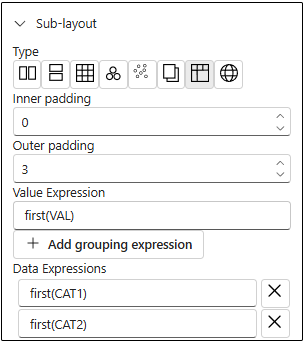 Sub-layout
Type
Inner padding
0
Outer padding
3
Value Expression
first(VAL)
+ Add grouping expression
Data Expressions
first(CAT1)
first(CAT2)